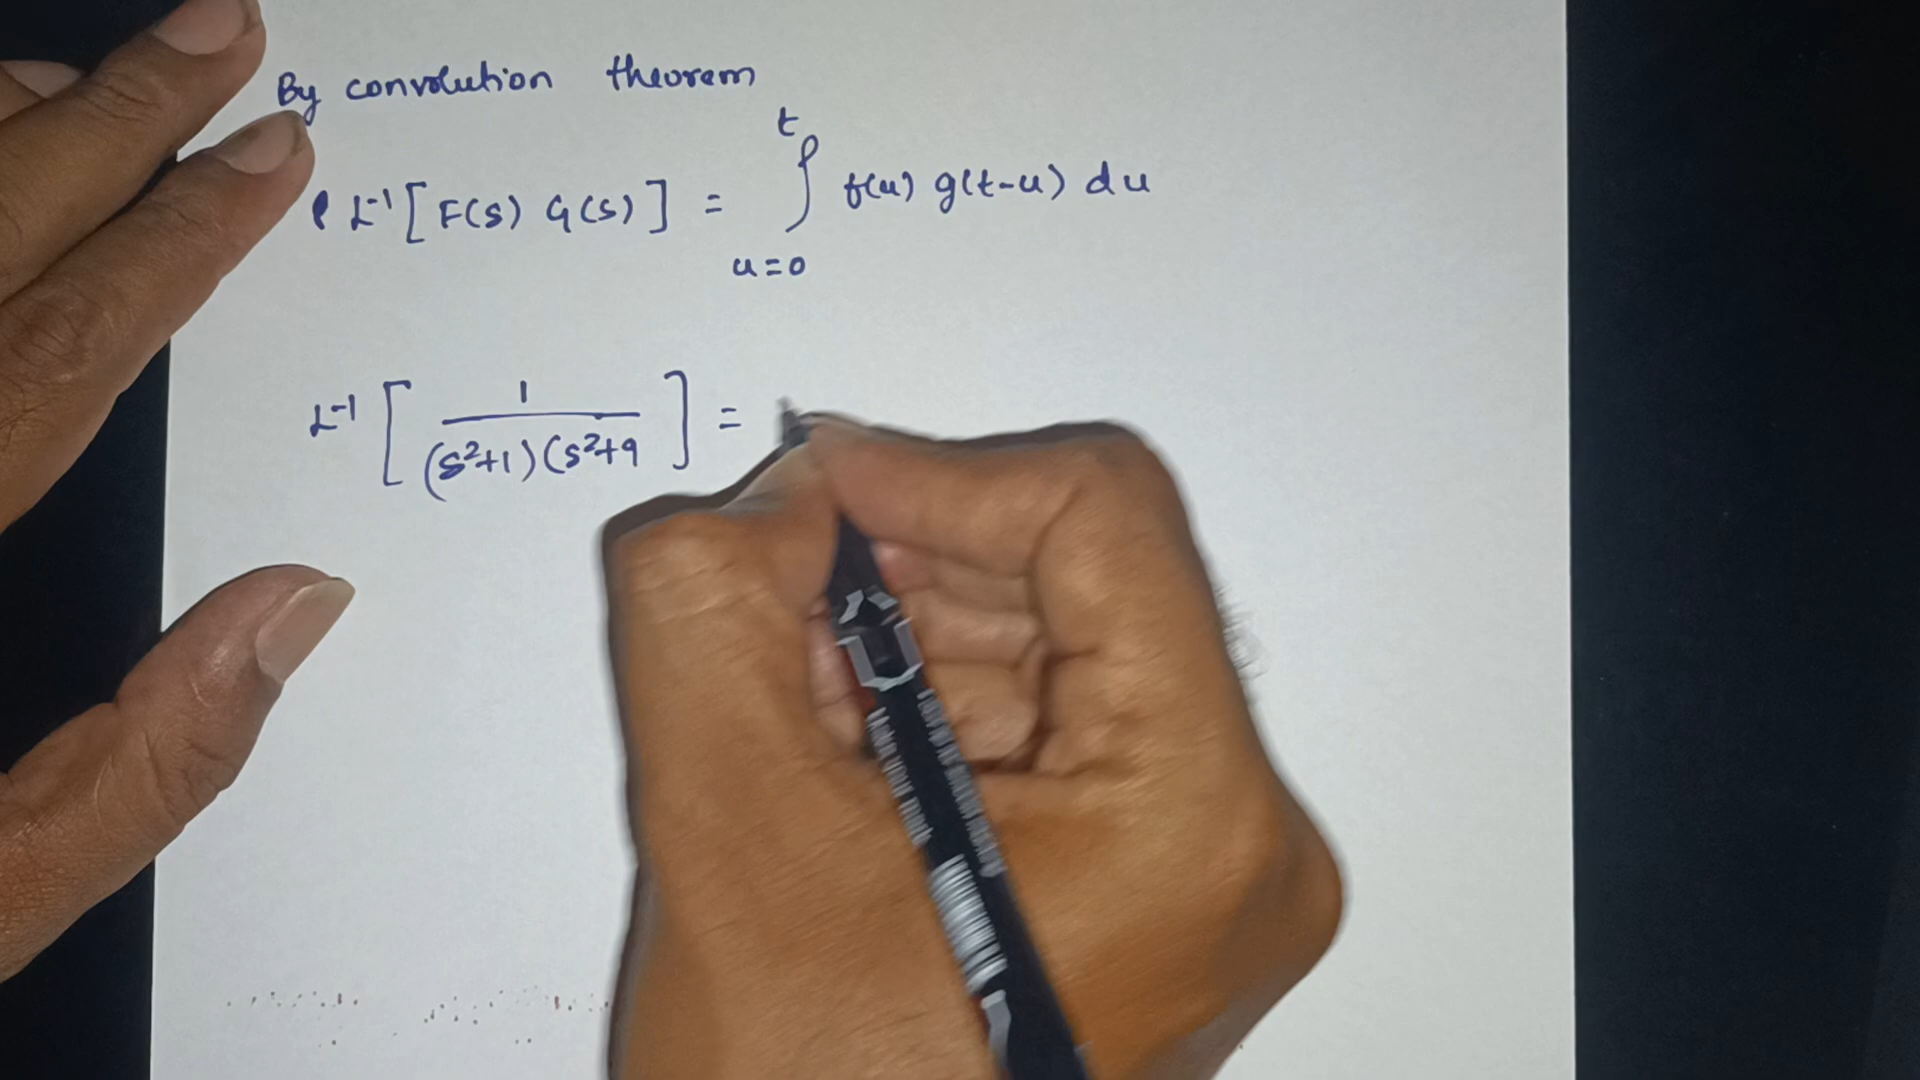 By convolution theorem
L⁻¹[F(s) G(s)] = ∫ f(u) g(t-u) du
t
u=0
L⁻¹ [ 1 / (s²+1)(s²+9 ] =